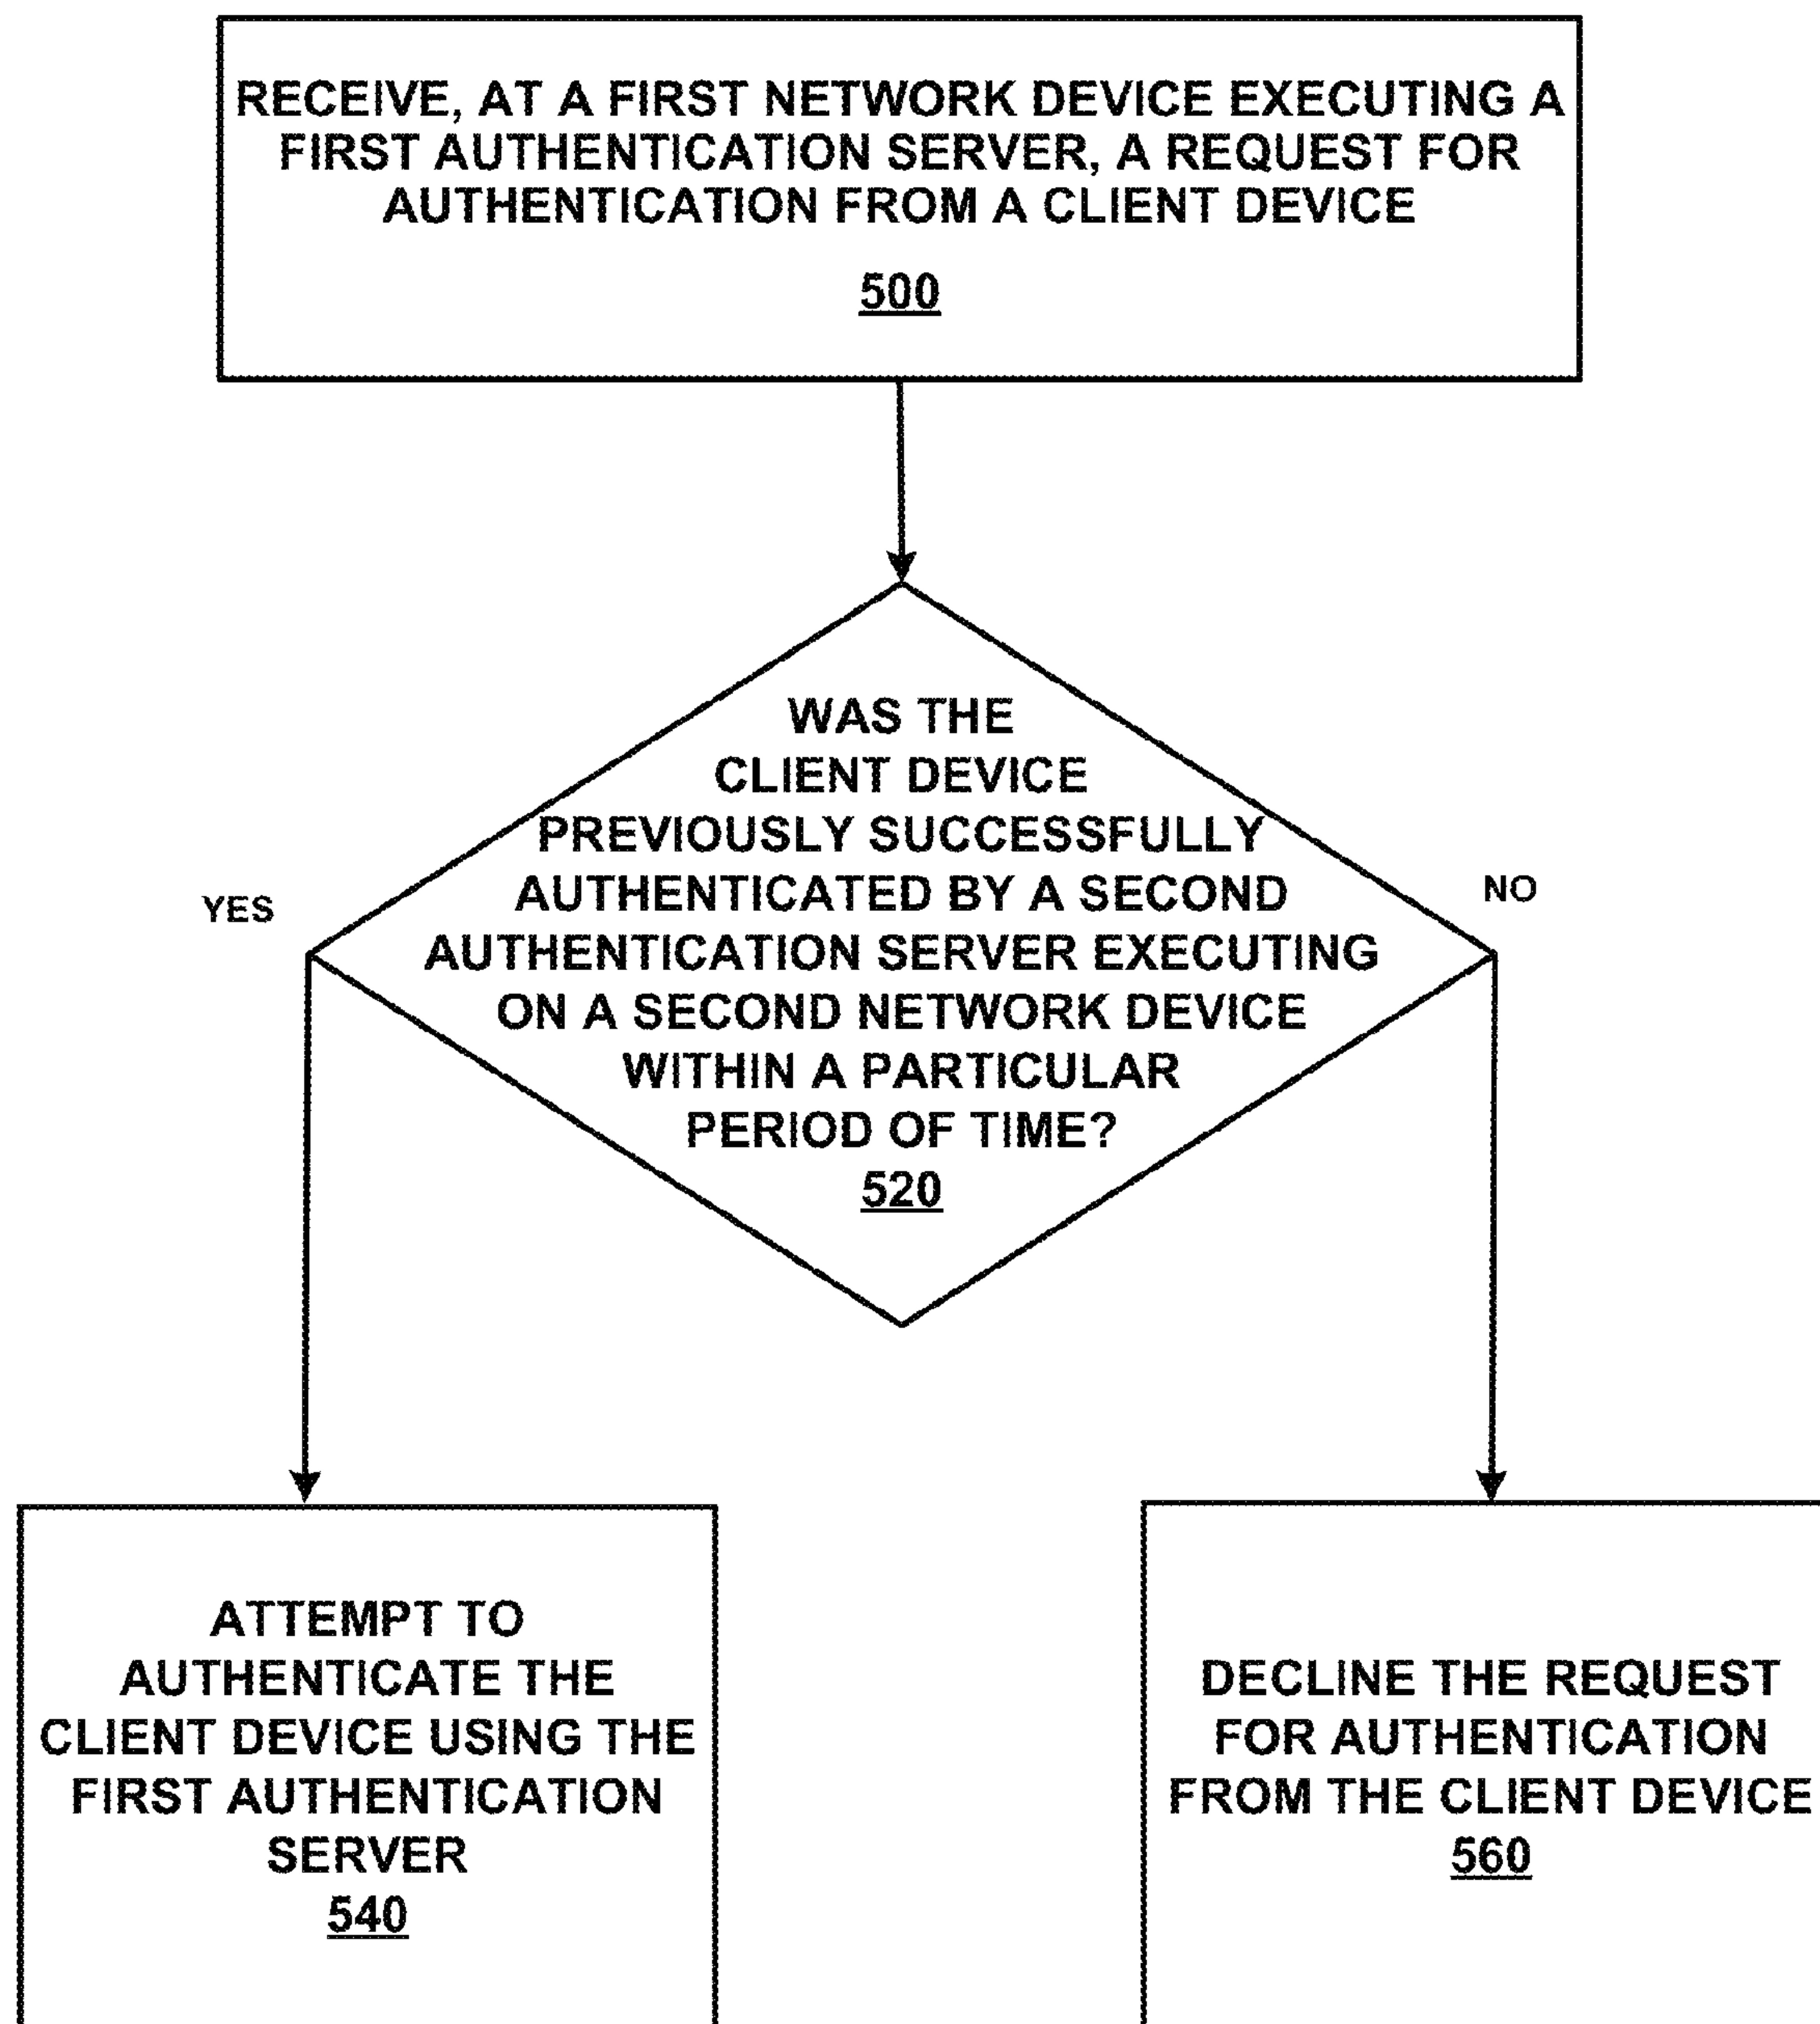 RECEIVE, AT A FIRST NETWORK DEVICE EXECUTING A
FIRST AUTHENTICATION SERVER, A REQUEST FOR
AUTHENTICATION FROM A CLIENT DEVICE
500
WAS THE
CLIENT DEVICE
PREVIOUSLY SUCCESSFULLY
AUTHENTICATED BY A SECOND
AUTHENTICATION SERVER EXECUTING
ON A SECOND NETWORK DEVICE
WITHIN A PARTICULAR
PERIOD OF TIME?
520
YES
NO
ATTEMPT TO
AUTHENTICATE THE
CLIENT DEVICE USING THE
FIRST AUTHENTICATION
SERVER
540
DECLINE THE REQUEST
FOR AUTHENTICATION
FROM THE CLIENT DEVICE
560